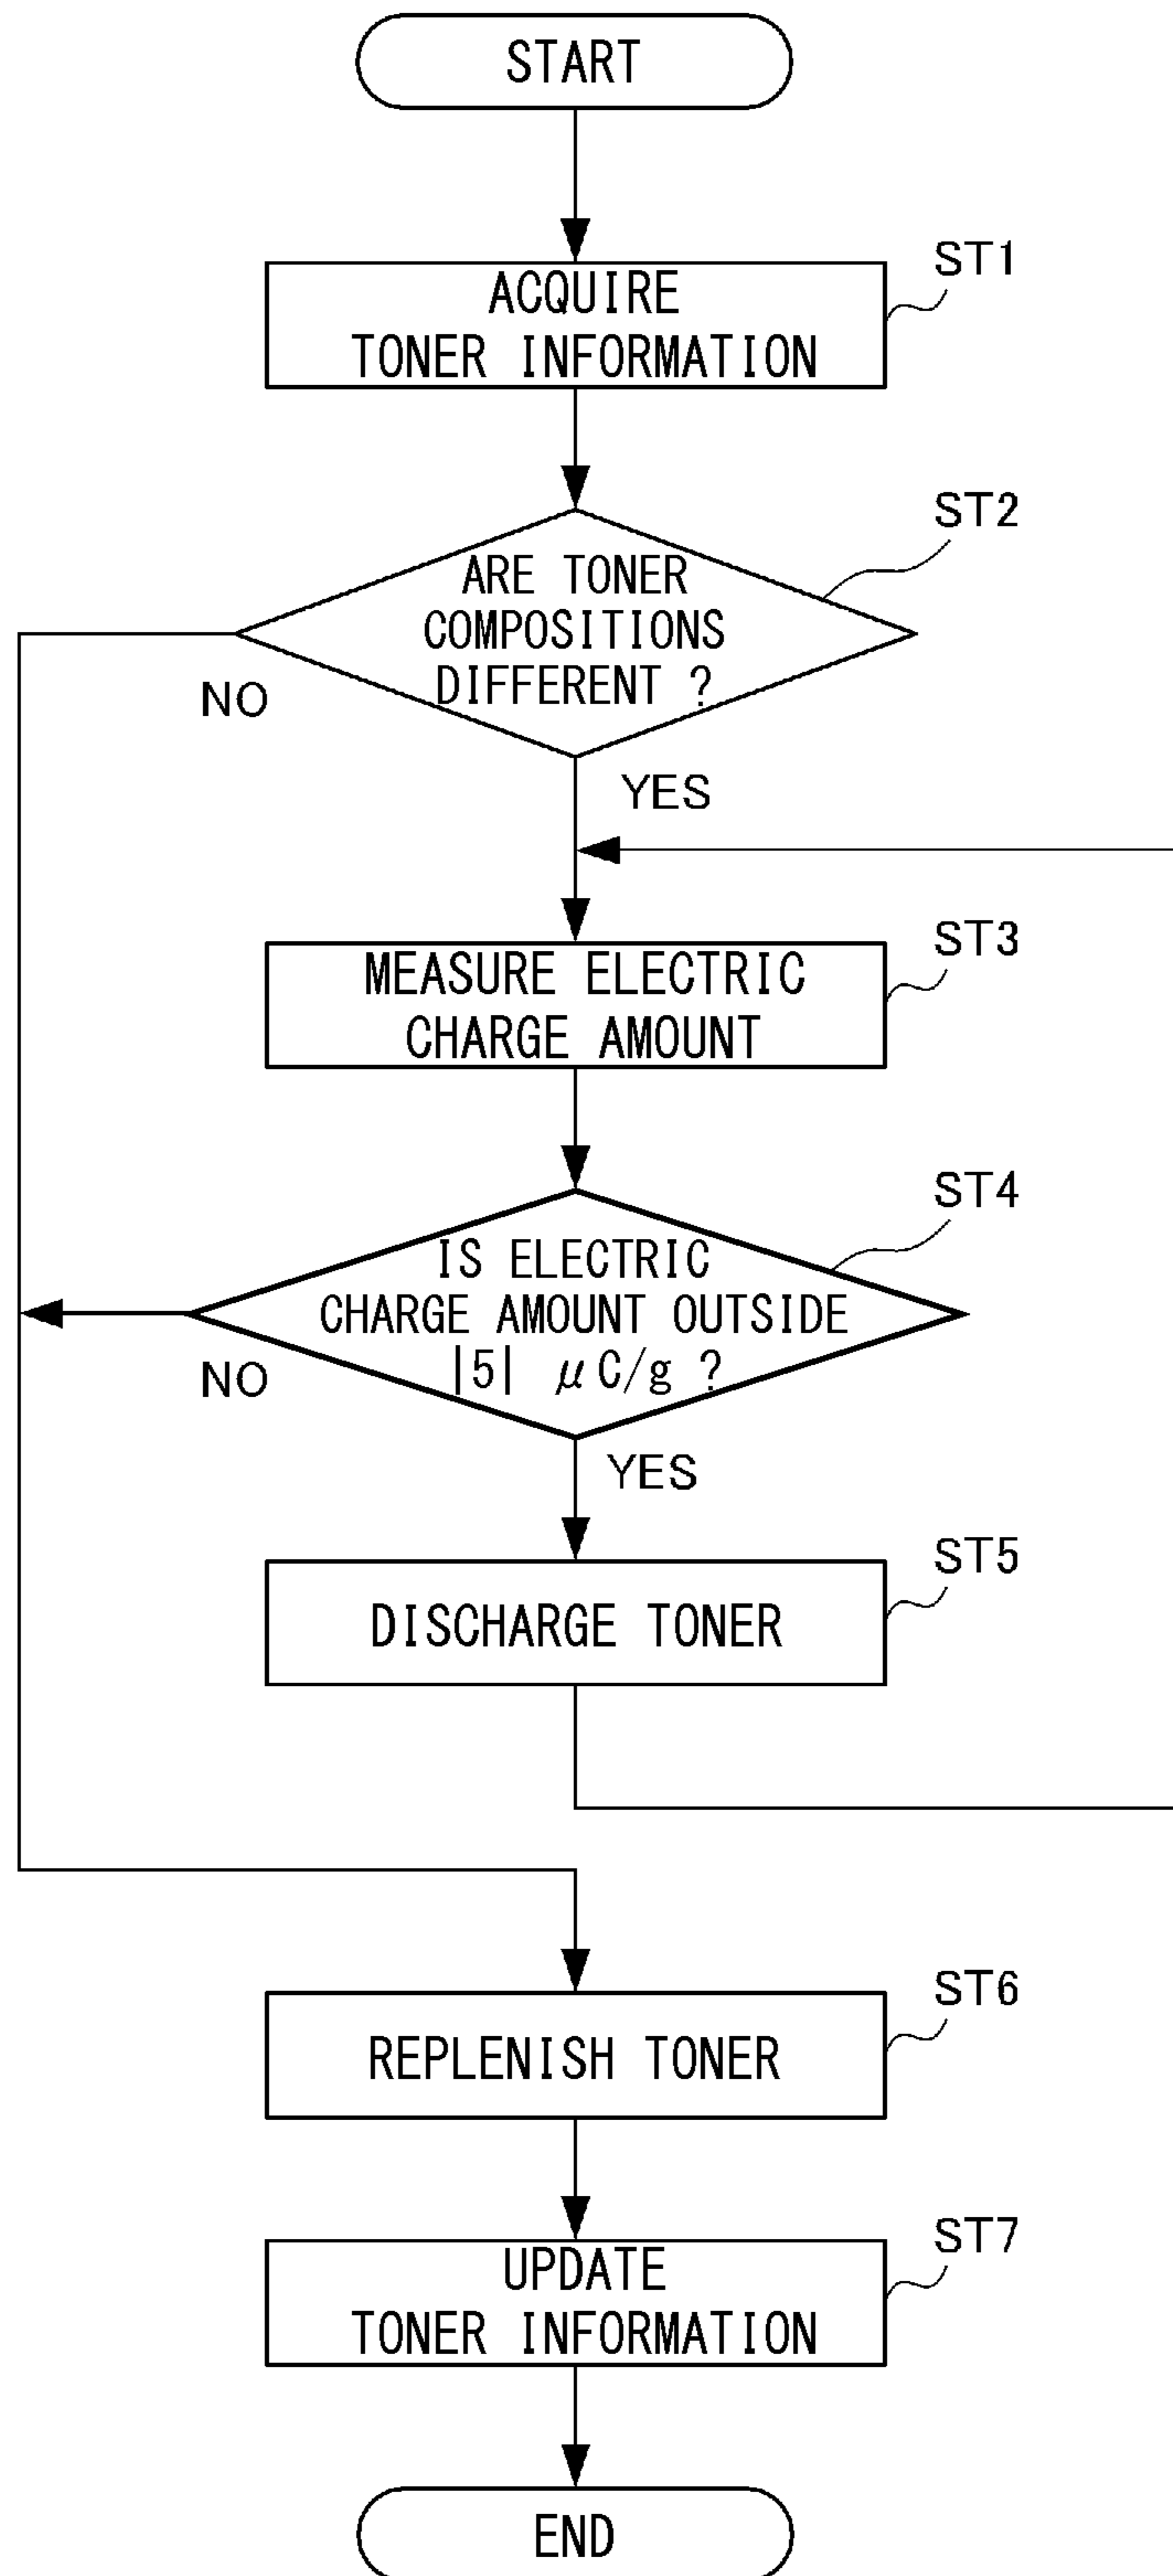 START
ST1
ACQUIRE
TONER INFORMATION
ST2
ARE TONER
COMPOSITIONS
DIFFERENT ?
NO
YES
ST3
MEASURE ELECTRIC
CHARGE AMOUNT
ST4
IS ELECTRIC
CHARGE AMOUNT OUTSIDE
|5| μC/g ?
NO
YES
ST5
DISCHARGE TONER
ST6
REPLENISH TONER
ST7
UPDATE
TONER INFORMATION
END